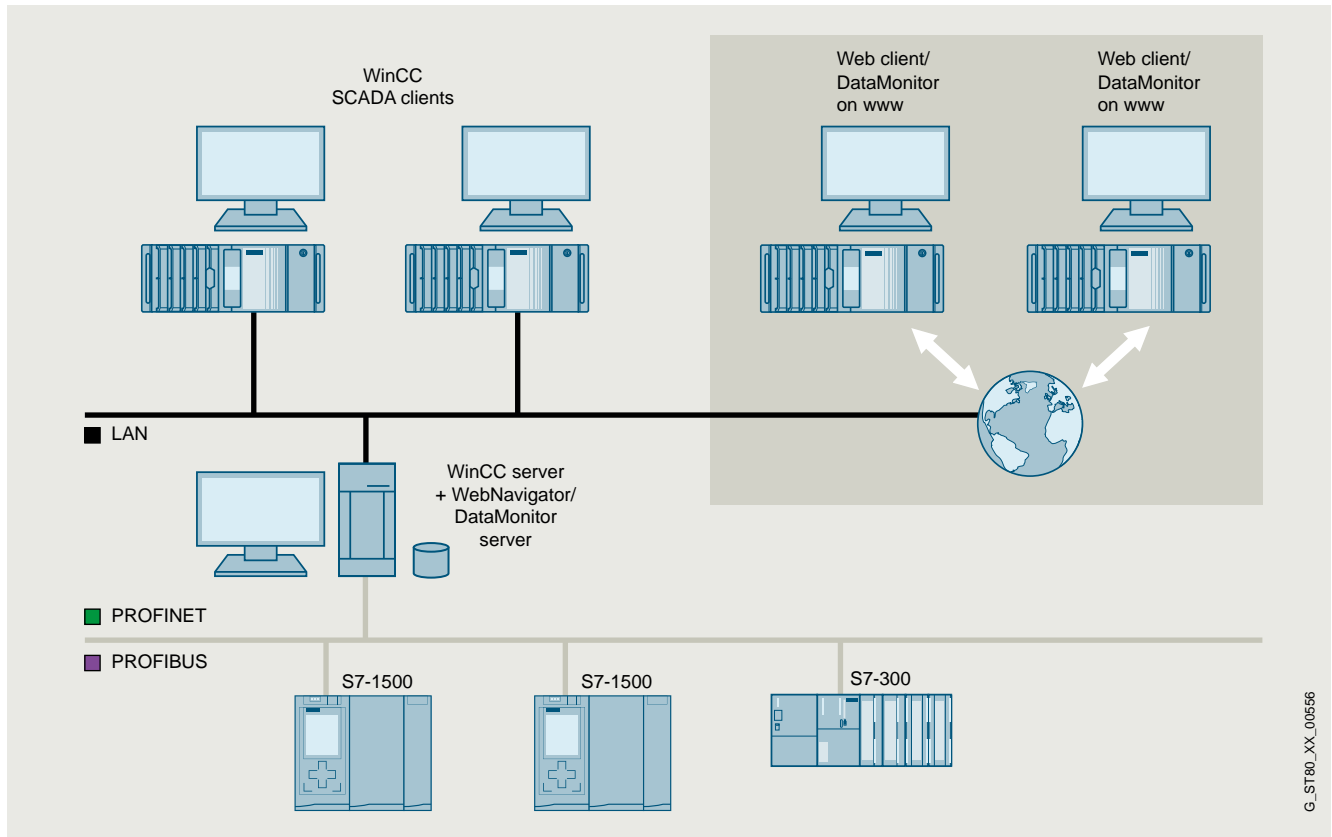 WinCC
SCADA clients
Web client/
DataMonitor
on www
Web client/
DataMonitor
on www
LAN
WinCC server
+ WebNavigator/
DataMonitor
server
PROFINET
PROFIBUS
S7-1500
S7-1500
S7-300
G_ST80_XX_00556